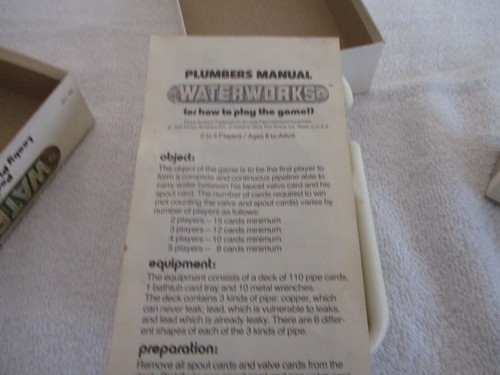 PLUMBERS MANUAL
WATERWORKS
(or how to play the game!)
2 to 5 Players / Ages 8 to Adult
object:
The object of the game is to be the first player to
form a complete and continuous pipeline able to
carry water between his faucet valve card and his
spout card. The number of cards required to win
(not counting the valve and spout cards) varies by
number of players as follows:
2 players—15 cards minimum
3 players—12 cards minimum
4 players—10 cards minimum
5 players— 8 cards minimum
equipment:
The equipment consists of a deck of 110 pipe cards,
1 bathtub card tray and 10 metal wrenches.
The deck contains 3 kinds of pipe: copper, which
can never leak; lead, which is vulnerable to leaks,
and lead which is already leaky. There are 6 differ-
ent shapes of each of the 3 kinds of pipe.
preparation:
Remove all spout cards and valve cards from the
WATER
Leaky